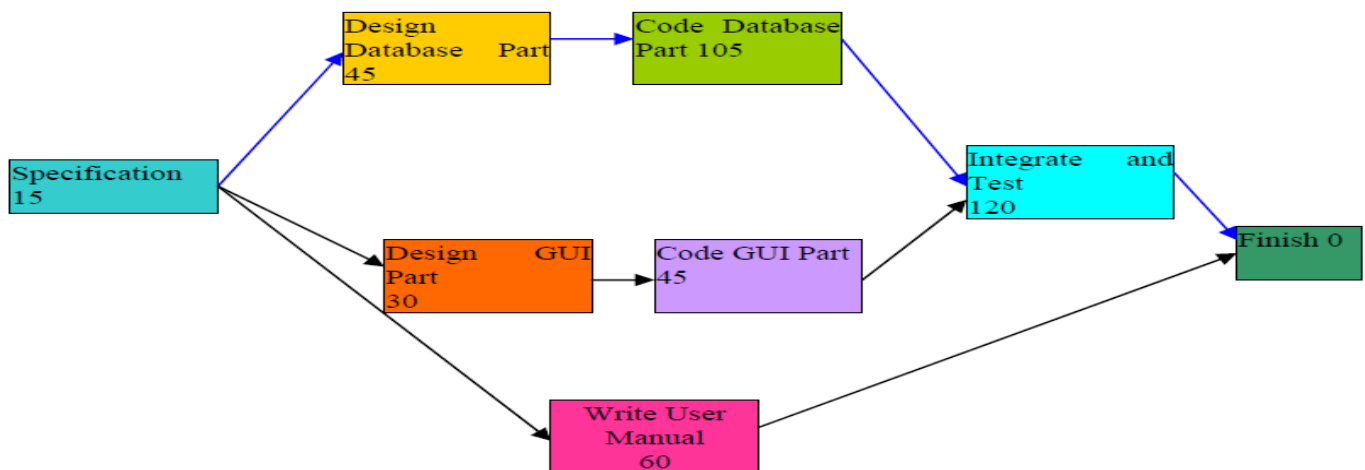 Design
Database Part
45
Code Database
Part 105
Specification
15
Integrate and
Test
120
Design GUI
Part
30
Code GUI Part
45
Finish 0
Write User
Manual
60